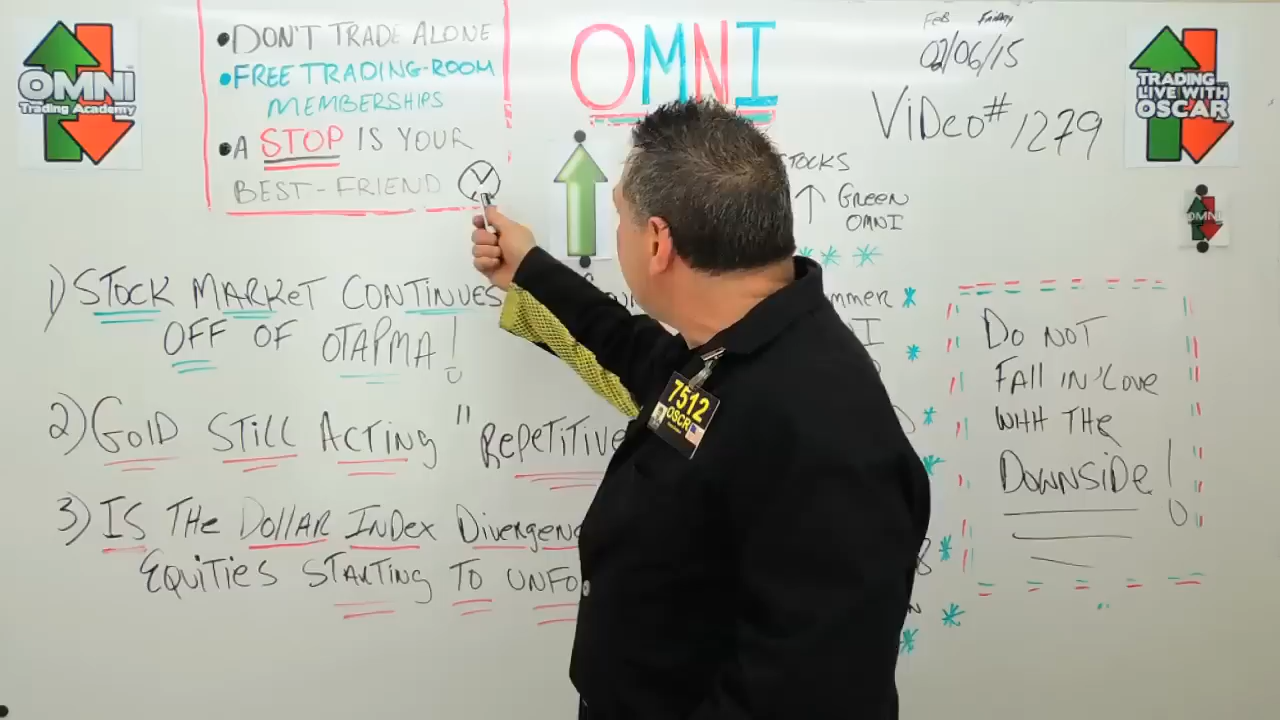 OMNI
Trading Academy
•DON'T TRADE ALONE
•FREE TRADING-ROOM
MEMBERSHIPS
•A STOP IS YOUR
BEST-FRIEND
OMNI
FEB FRIDAY
02/06/15
VIDEO# 1279
TRADING
LIVE WITH
OSCAR
STOCKS
↑ GREEN
OMNI
OMNI
1) STOCK MARKET CONTINUES
OFF OF OTAPMA!
2) GOLD STILL ACTING "REPETITIVE
3) IS THE DOLLAR INDEX
EQUITIES STARTING TO
7512
OSCR
DO NOT
FALL IN'LOVE
WITH THE
DOWNSIDE!